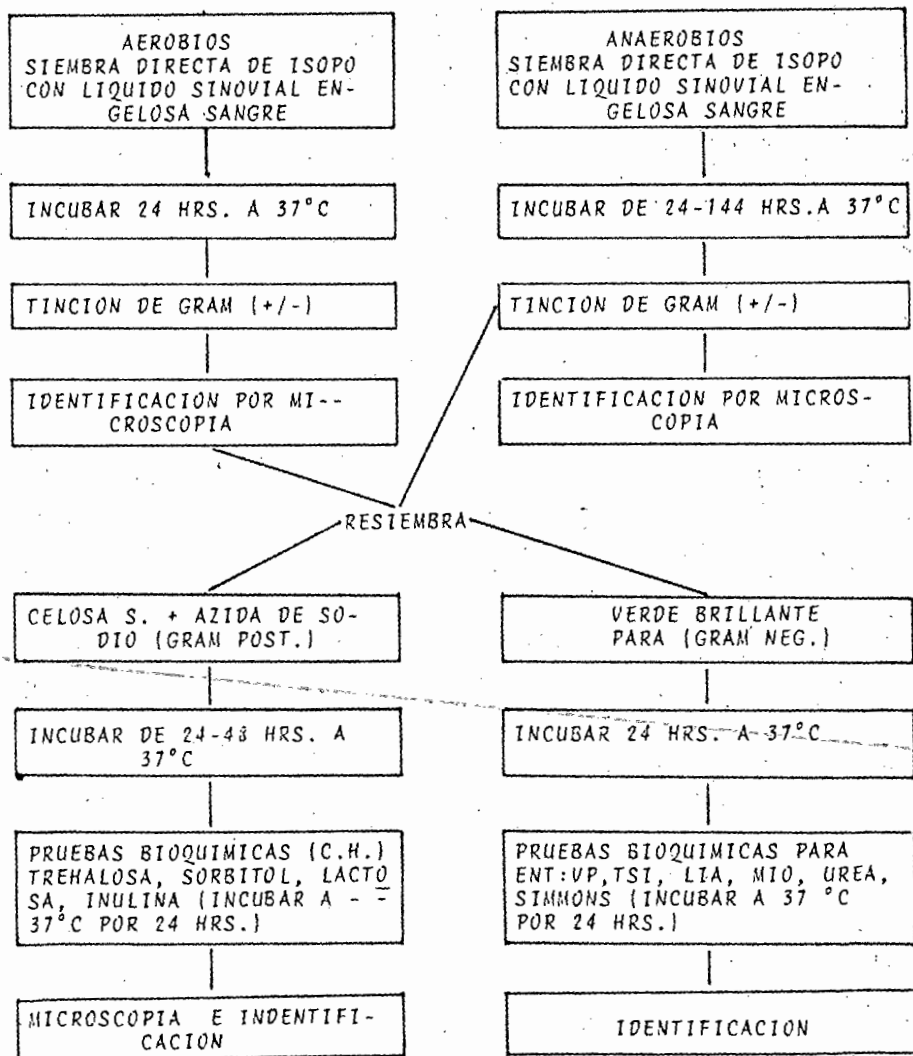 AEROBIOS
SIEMBRA DIRECTA DE ISOPO
CON LIQUIDO SINOVIAL EN-
GELOSA SANGRE
ANAEROBIOS
SIEMBRA DIRECTA DE ISOPO
CON LIQUIDO SINOVIAL EN-
GELOSA SANGRE
INCUBAR 24 HRS. A 37°C
INCUBAR DE 24-144 HRS.A 37°C
TINCION DE GRAM (+/-)
TINCION DE GRAM (+/-)
IDENTIFICACION POR MI--
CROSCOPIA
IDENTIFICACION POR MICROS-
COPIA
RESIEMBRA
CELOSA S. + AZIDA DE SO-
DIO (GRAM POST.)
VERDE BRILLANTE
PARA (GRAM NEG.)
INCUBAR DE 24-48 HRS. A
37°C
INCUBAR 24 HRS. A 37°C
PRUEBAS BIOQUIMICAS (C.H.)
TREHALOSA, SORBITOL, LACTO
SA, INULINA (INCUBAR A - -
37°C POR 24 HRS.)
PRUEBAS BIOQUIMICAS PARA
ENT:VP,TSI, LIA, MIO, UREA,
SIMMONS (INCUBAR A 37 °C
POR 24 HRS.)
MICROSCOPIA E INDENTIFI-
CACION
IDENTIFICACION